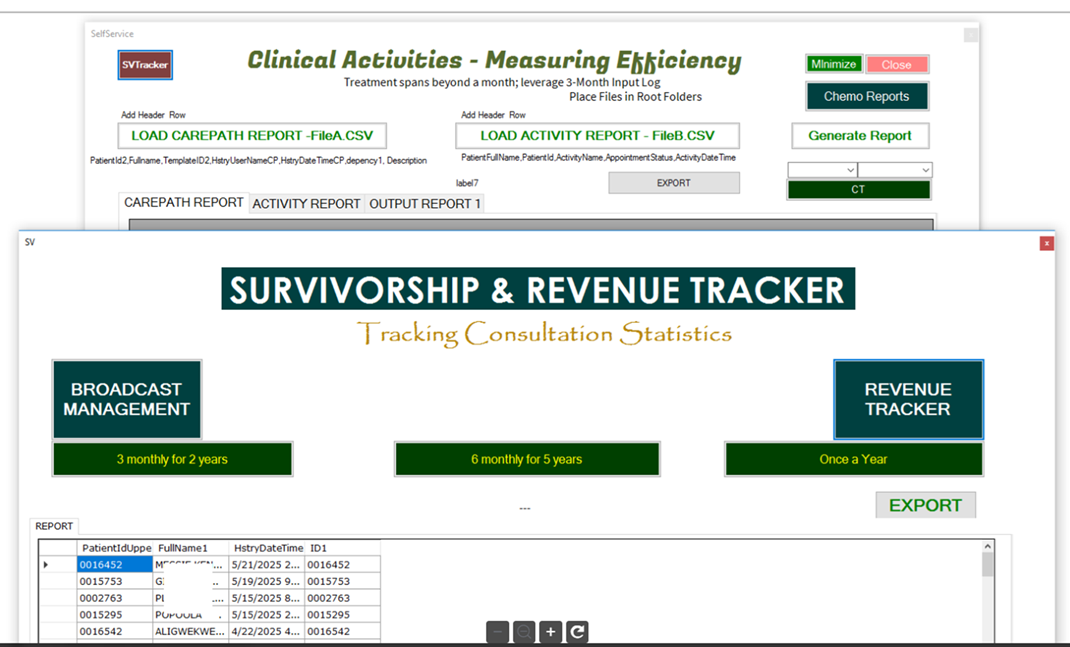 SelfService
x
SVTracker
Clinical Activities - Measuring Efficiency
Treatment spans beyond a month; leverage 3-Month Input Log
Place Files in Root Folders
MInimize Close
Chemo Reports
Add Header Row
Add Header Row
LOAD CAREPATH REPORT -FileA.CSV
LOAD ACTIVITY REPORT - FileB.CSV
Generate Report
PatientId2,Fullname,TemplateID2,HstryUserNameCP,HstryDateTimeCP,depency1, Description
PatientFullName,PatientId,ActivityName,AppointmentStatus,ActivityDateTime
label7
EXPORT
CT
CAREPATH REPORT ACTIVITY REPORT OUTPUT REPORT 1
SV
x
SURVIVORSHIP & REVENUE TRACKER
Tracking Consultation Statistics
BROADCAST
MANAGEMENT
REVENUE
TRACKER
3 monthly for 2 years
6 monthly for 5 years
Once a Year
---
EXPORT
REPORT
PatientIdUppe FullName1 HstryDateTime ID1
0016452 5/21/2025 2... 0016452
0015753 5/19/2025 9... 0015753
0002763 5/15/2025 8... 0002763
0015295 5/15/2025 2... 0015295
0016542 ALIGWEKWE... 4/22/2025 4... 0016542